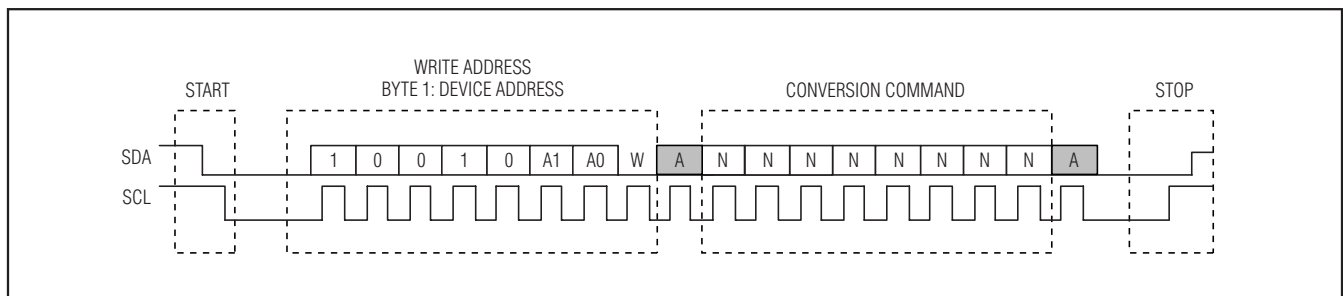 WRITE ADDRESS
START BYTE 1: DEVICE ADDRESS CONVERSION COMMAND STOP
SDA 1 0 0 1 0 A1 A0 W A N N N N N N N N A
SCL